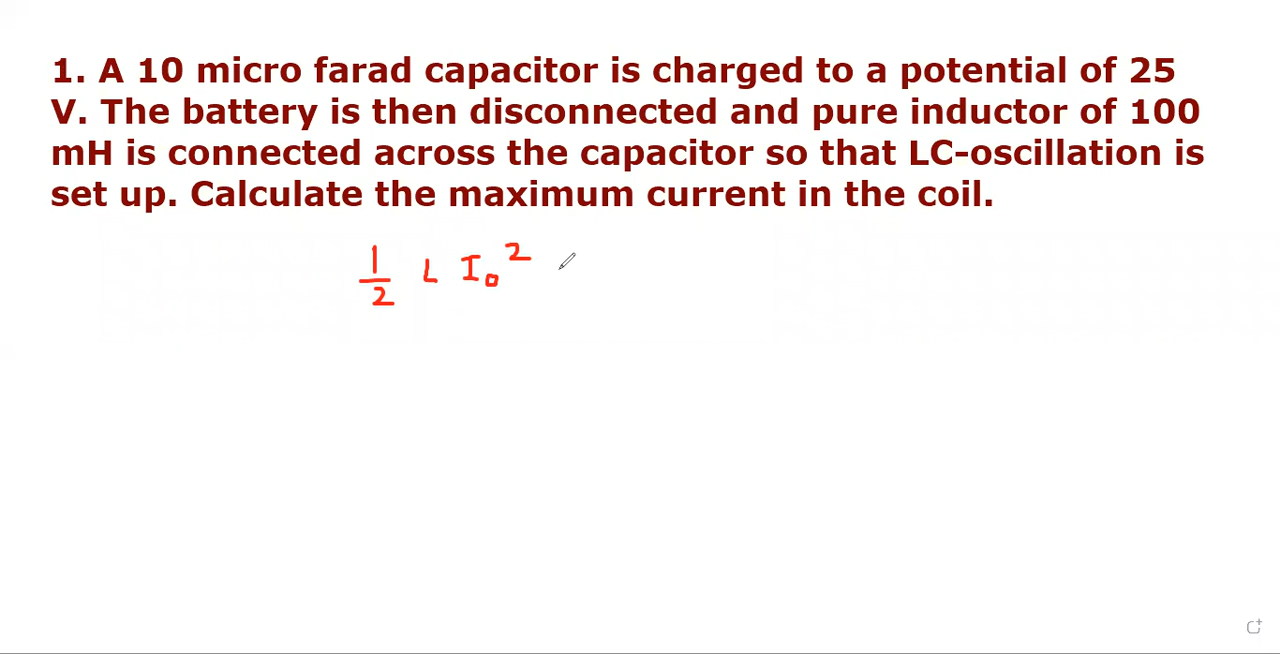 1. A 10 micro farad capacitor is charged to a potential of 25
V. The battery is then disconnected and pure inductor of 100
mH is connected across the capacitor so that LC-oscillation is
set up. Calculate the maximum current in the coil.
1/2 L I₀²